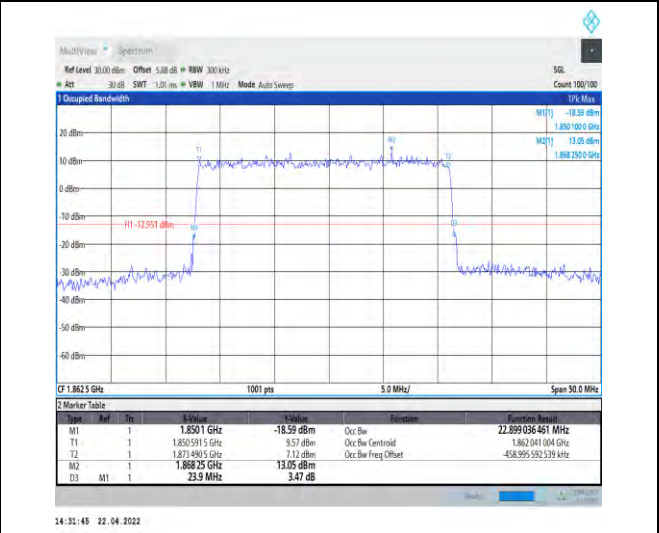 MultiView Spectrum
Ref Level 30.00 dBm Offset 5.88 dB RBW 300 kHz SGL
Att 30 dB SWT 1.01 ms VBW 1 MHz Mode Auto Sweep Count 100/100
1 Occupied Bandwidth 1Pk Max
M1[1] -18.59 dBm
1.850 100 0 GHz
M2[1] 13.05 dBm
1.868 250 0 GHz
20 dBm
M2
T1
T2
10 dBm
0 dBm
-10 dBm
H1 -12.951 dBm
M1
D3
-20 dBm
-30 dBm
-40 dBm
-50 dBm
-60 dBm
CF 1.862 5 GHz 1001 pts 5.0 MHz/ Span 50.0 MHz
2 Marker Table
Type Ref Trc X-Value Y-Value Function Function Result
M1 1 1.850 1 GHz -18.59 dBm Occ Bw 22.899 036 461 MHz
T1 1 1.850 591 5 GHz 9.57 dBm Occ Bw Centroid 1.862 041 004 GHz
T2 1 1.873 490 5 GHz 7.12 dBm Occ Bw Freq Offset -458.995 592 539 kHz
M2 1 1.868 25 GHz 13.05 dBm
D3 M1 1 23.9 MHz 3.47 dB
14:31:45 22.04.2022